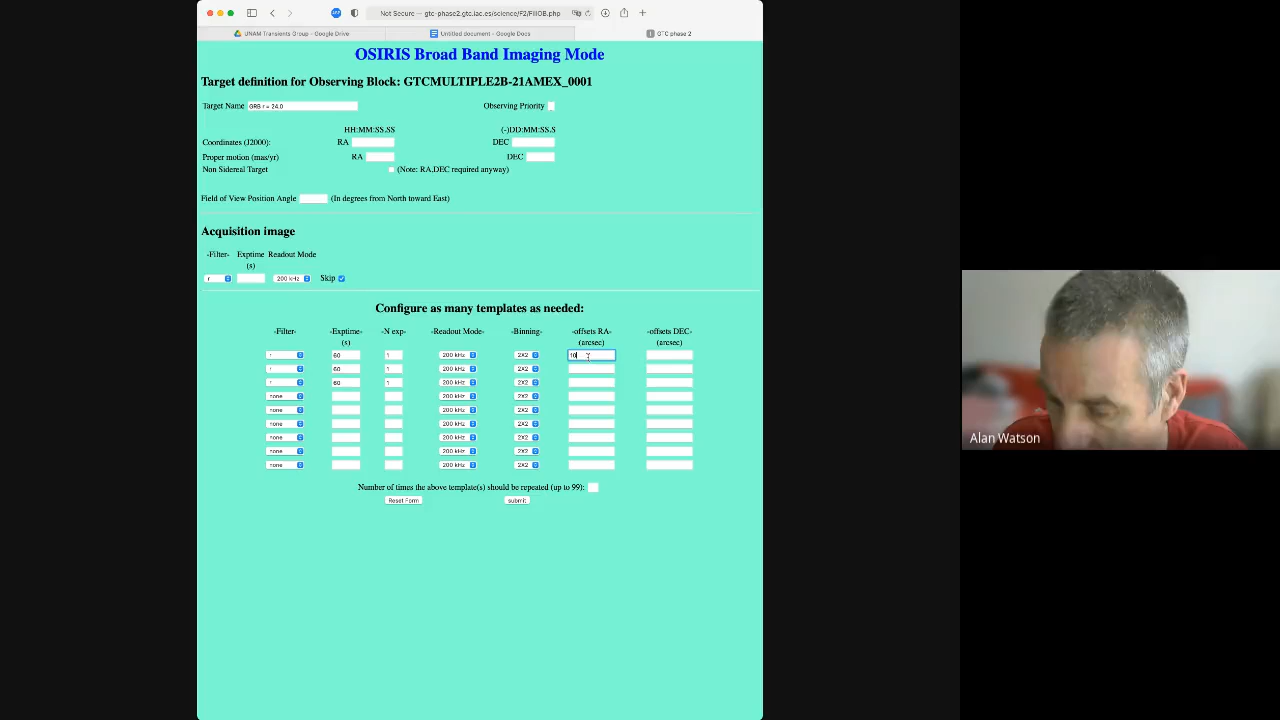 Not Secure — gtc-phase2.gtc.iac.es/science/F2/FillOB.php
UNAM Transients Group - Google Drive
Untitled document - Google Docs
GTC phase 2
OSIRIS Broad Band Imaging Mode
Target definition for Observing Block: GTCMULTIPLE2B-21AMEX_0001
Target Name GRB r = 24.0 Observing Priority
HH:MM:SS.SS (-)DD:MM:SS.S
Coordinates (J2000): RA DEC
Proper motion (mas/yr) RA DEC
Non Sidereal Target (Note: RA,DEC required anyway)
Field of View Position Angle (In degrees from North toward East)
Acquisition image
-Filter- Exptime Readout Mode
(s)
r 200 kHz Skip
Configure as many templates as needed:
-Filter- -Exptime- -N exp- -Readout Mode- -Binning- -offsets RA- -offsets DEC-
(s) (arcsec) (arcsec)
r 60 1 200 kHz 2X2 10
r 60 1 200 kHz 2X2
r 60 1 200 kHz 2X2
none 200 kHz 2X2
none 200 kHz 2X2
none 200 kHz 2X2
none 200 kHz 2X2
none 200 kHz 2X2
none 200 kHz 2X2
Number of times the above template(s) should be repeated (up to 99):
Reset Form submit
Alan Watson